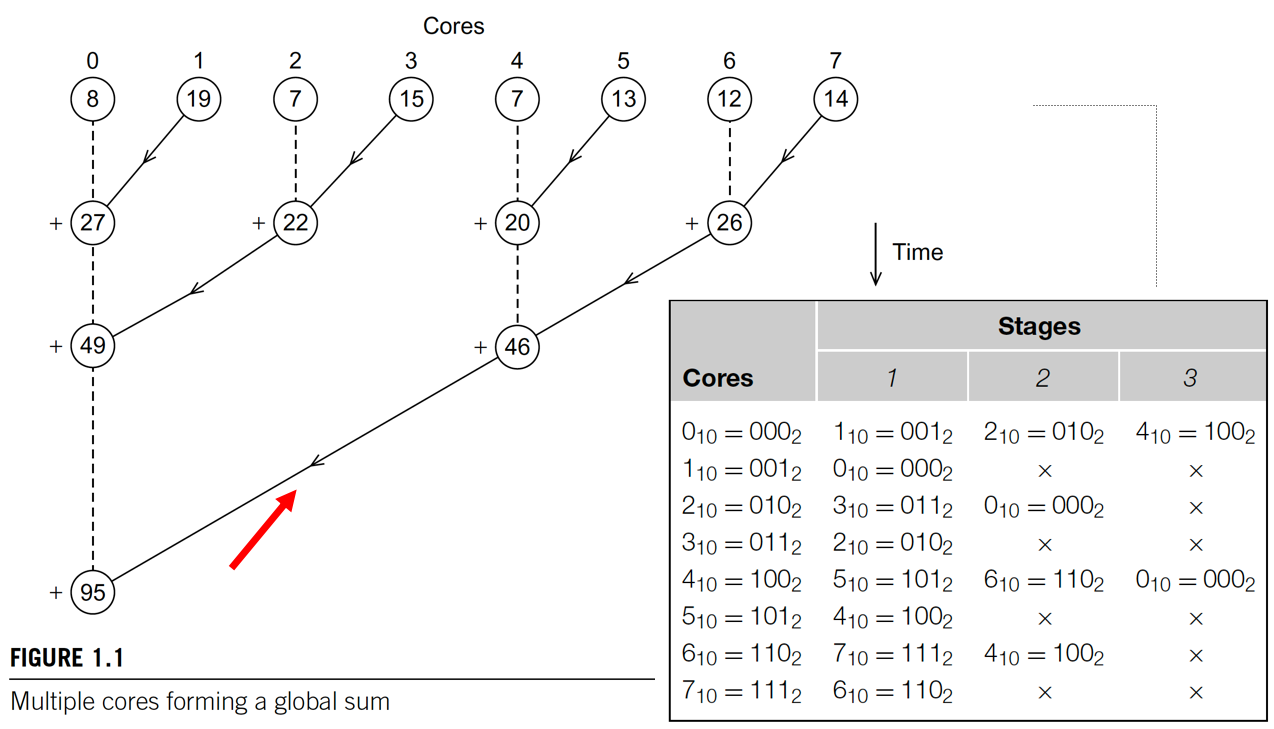 Cores
0 1 2 3 4 5 6 7
8 19 7 15 7 13 12 14
+ 27 + 22 + 20 + 26
Time
+ 49 + 46
+ 95
FIGURE 1.1
Multiple cores forming a global sum
Stages
Cores 1 2 3
0₁₀ = 000₂ 1₁₀ = 001₂ 2₁₀ = 010₂ 4₁₀ = 100₂
1₁₀ = 001₂ 0₁₀ = 000₂ × ×
2₁₀ = 010₂ 3₁₀ = 011₂ 0₁₀ = 000₂ ×
3₁₀ = 011₂ 2₁₀ = 010₂ × ×
4₁₀ = 100₂ 5₁₀ = 101₂ 6₁₀ = 110₂ 0₁₀ = 000₂
5₁₀ = 101₂ 4₁₀ = 100₂ × ×
6₁₀ = 110₂ 7₁₀ = 111₂ 4₁₀ = 100₂ ×
7₁₀ = 111₂ 6₁₀ = 110₂ × ×